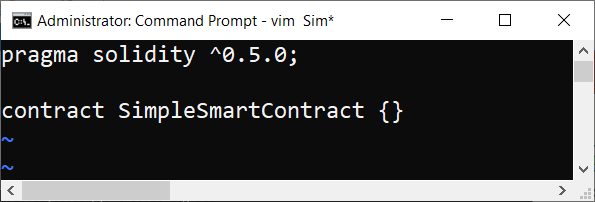 Administrator: Command Prompt - vim  Sim*
pragma solidity ^0.5.0;

contract SimpleSmartContract {}
~
~